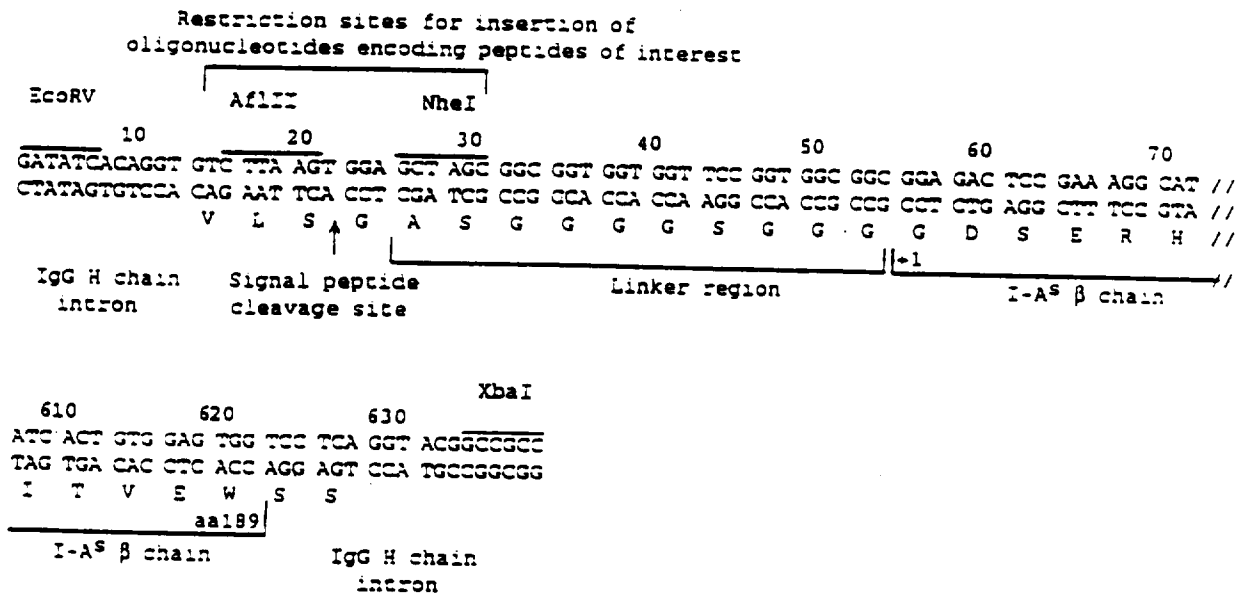 Restriction sites for insertion of
oligonucleotides encoding peptides of interest
EcoRV AflII NheI
10 20 30 40 50 60 70
GATATCACAGGT GTC TTA AGT GGA GCT AGC GGC GGT GGT GGT TCC GGT GGC GGC GGA GAC TCC GAA AGG CAT //
CTATAGTGTCCA CAG AAT TCA CCT CGA TCG CCG GCA CCA CCA AGG CCA CCG CCG CCT CTG AGG CTT TCC GTA //
V L S G A S G G G G S G G G G D S E R H //
+1 //
IgG H chain
intron
Signal peptide
cleavage site
Linker region
I-Aˢ β chain
XbaI
610 620 630
ATC ACT GTG GAG TGG TCC TCA GGT ACGGCCGCC
TAG TGA CAC CTC ACC AGG AGT CCA TGCCGGCGG
I T V E W S S
aa189
I-Aˢ β chain
IgG H chain
intron